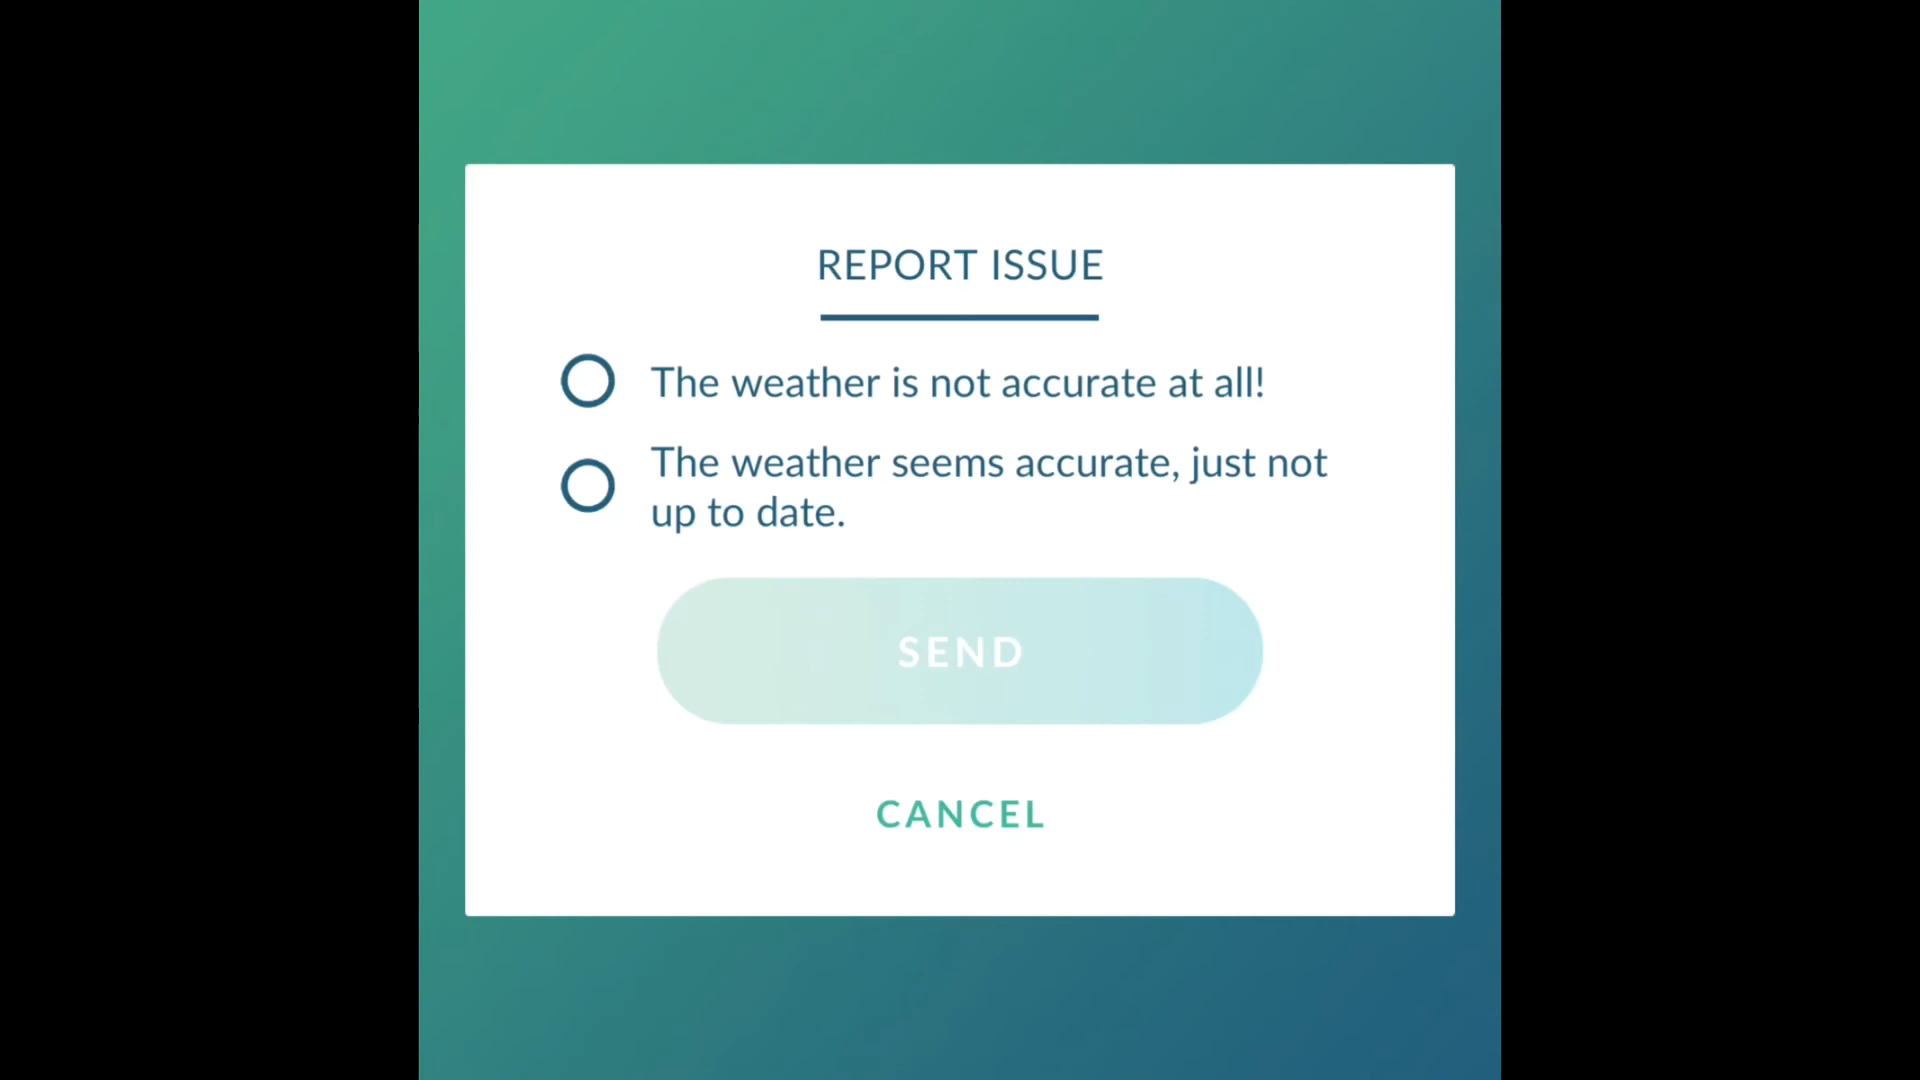 REPORT ISSUE
The weather is not accurate at all!
The weather seems accurate, just not
up to date.
SEND
CANCEL